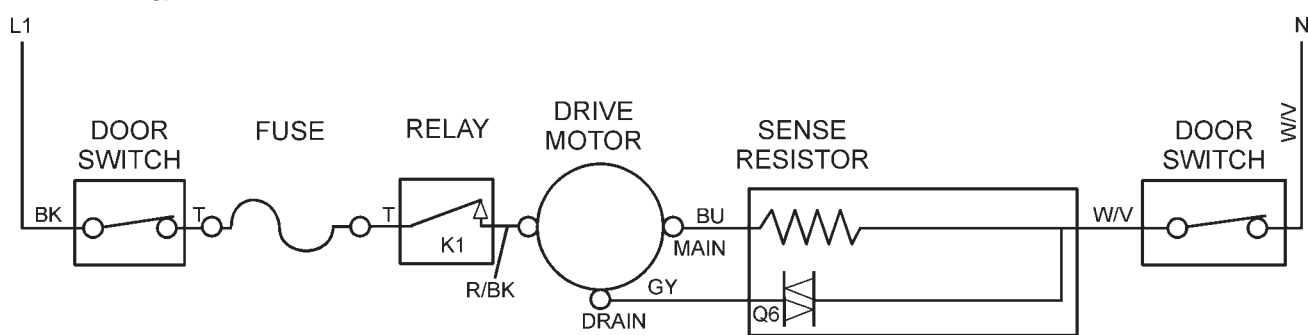 L1
N
DOOR
SWITCH
FUSE
RELAY
DRIVE
MOTOR
SENSE
RESISTOR
DOOR
SWITCH
W/V
BK
T
T
K1
R/BK
BU
MAIN
W/V
GY
DRAIN
Q6